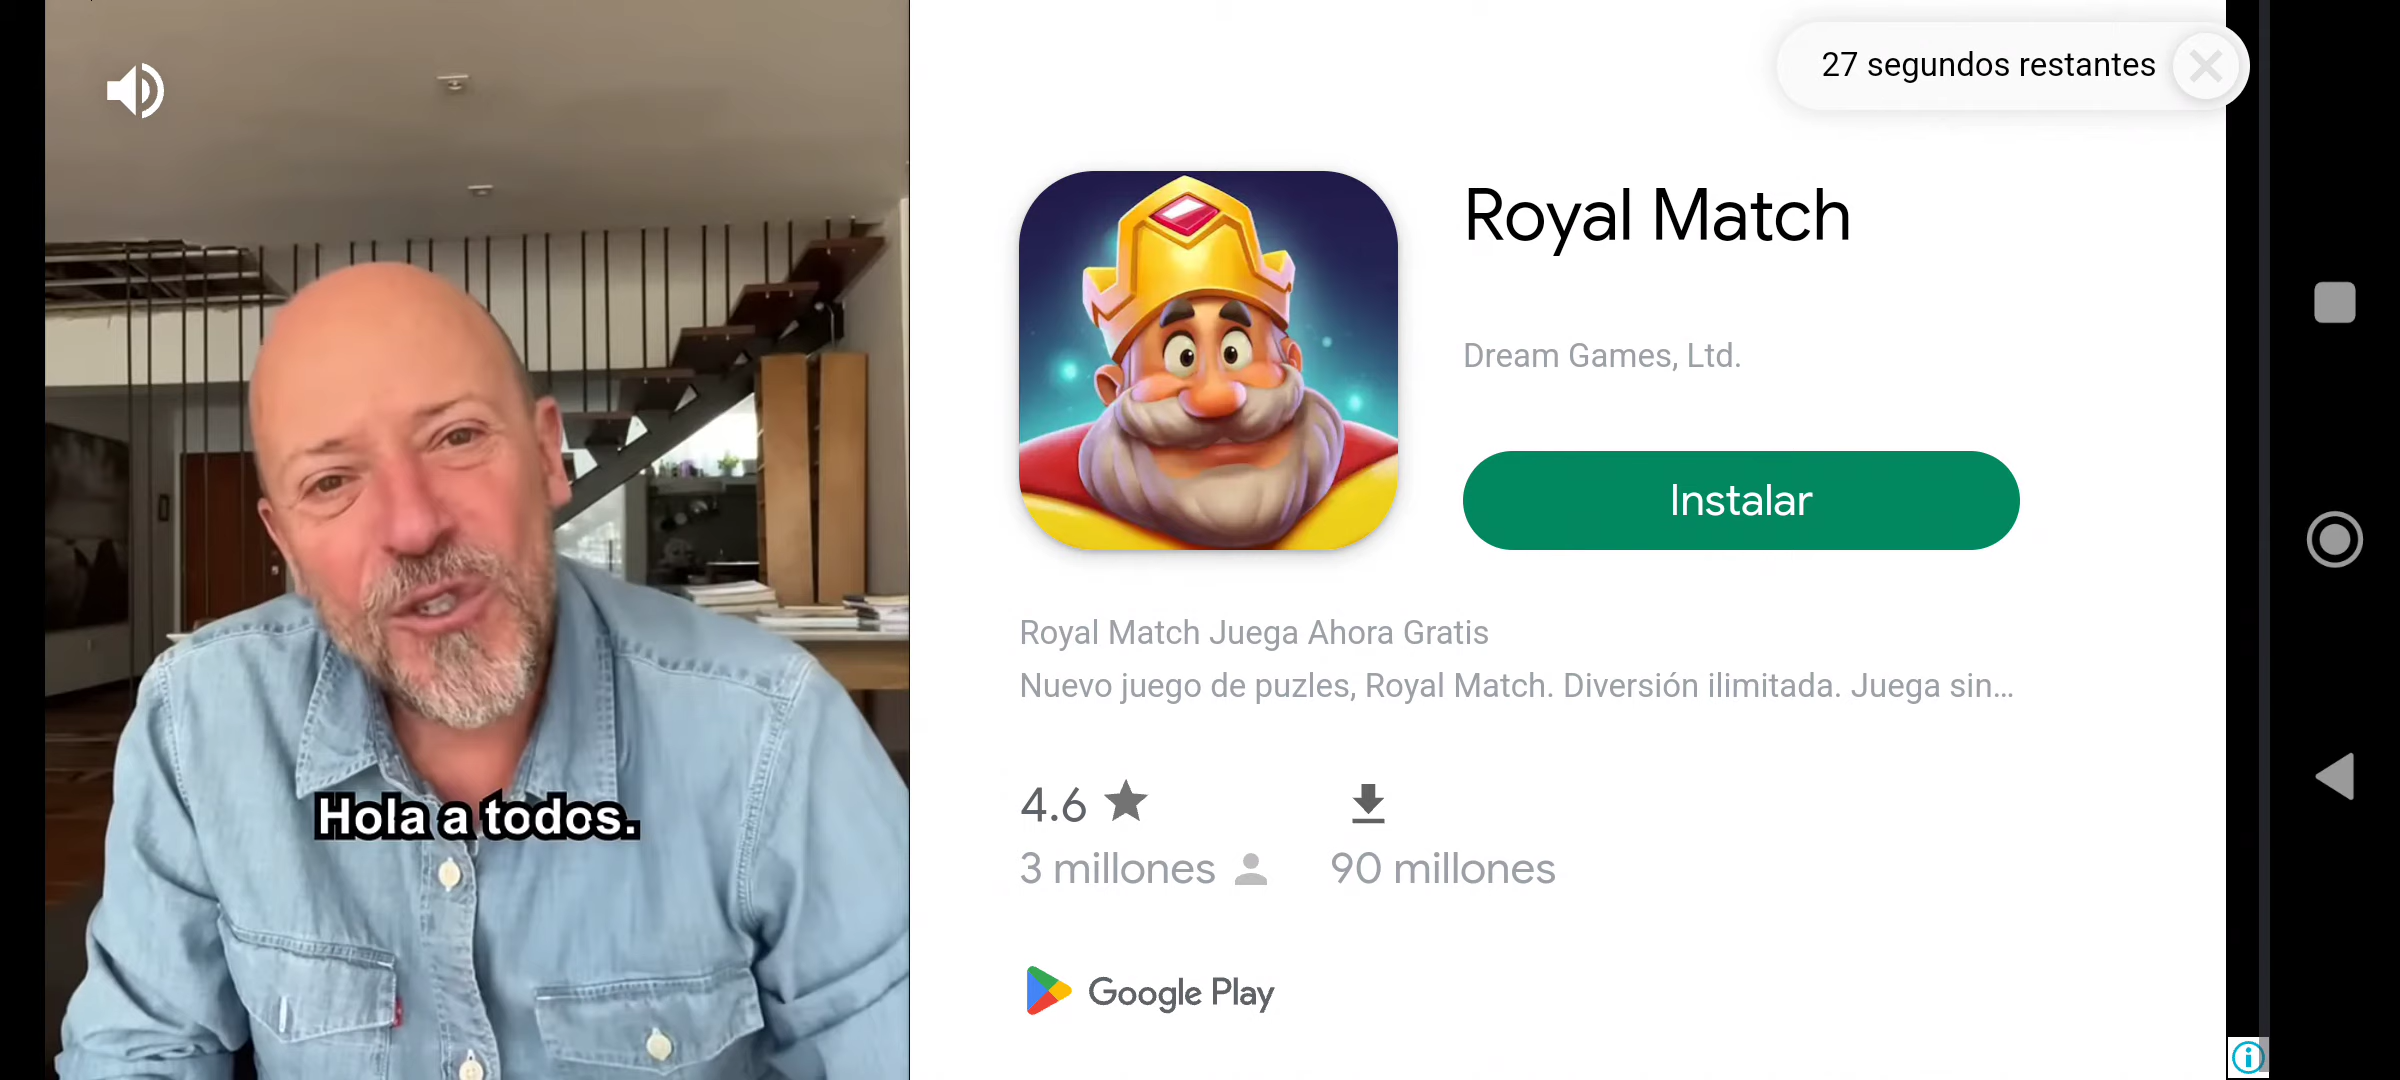 27 segundos restantes
Royal Match
Dream Games, Ltd.
Instalar
Royal Match Juega Ahora Gratis
Nuevo juego de puzles, Royal Match. Diversión ilimitada. Juega sin...
4.6
3 millones
90 millones
Google Play
Hola a todos.